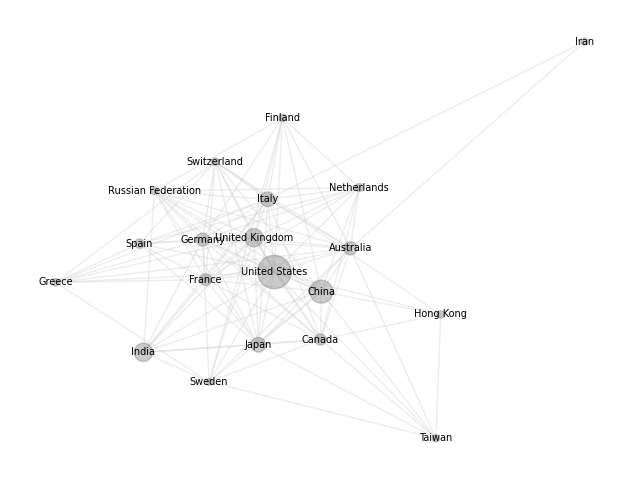 Iran
Finland
Switzerland
Russian Federation
Netherlands
Italy
Spain
Germany
United Kingdom
Australia
United States
Greece
France
China
Hong Kong
India
Japan
Canada
Sweden
Taiwan